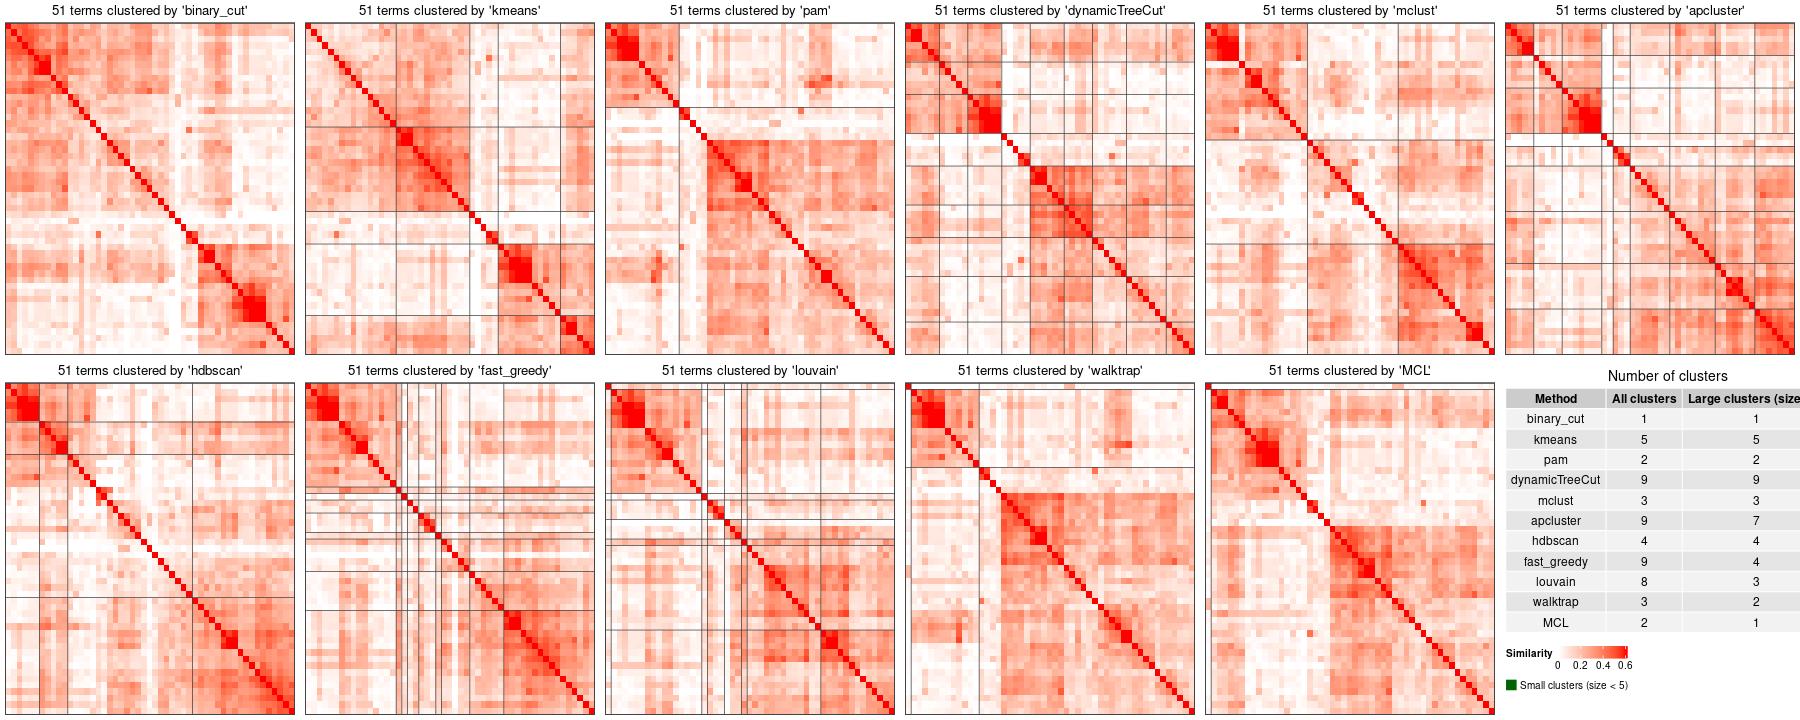 51 terms clustered by 'binary_cut'
51 terms clustered by 'kmeans'
51 terms clustered by 'pam'
51 terms clustered by 'dynamicTreeCut'
51 terms clustered by 'mclust'
51 terms clustered by 'apcluster'
51 terms clustered by 'hdbscan'
51 terms clustered by 'fast_greedy'
51 terms clustered by 'louvain'
51 terms clustered by 'walktrap'
51 terms clustered by 'MCL'
Number of clusters
Method All clusters Large clusters (size
binary_cut 1 1
kmeans 5 5
pam 2 2
dynamicTreeCut 9 9
mclust 3 3
apcluster 9 7
hdbscan 4 4
fast_greedy 9 4
louvain 8 3
walktrap 3 2
MCL 2 1
Similarity
0 0.2 0.4 0.6
Small clusters (size < 5)